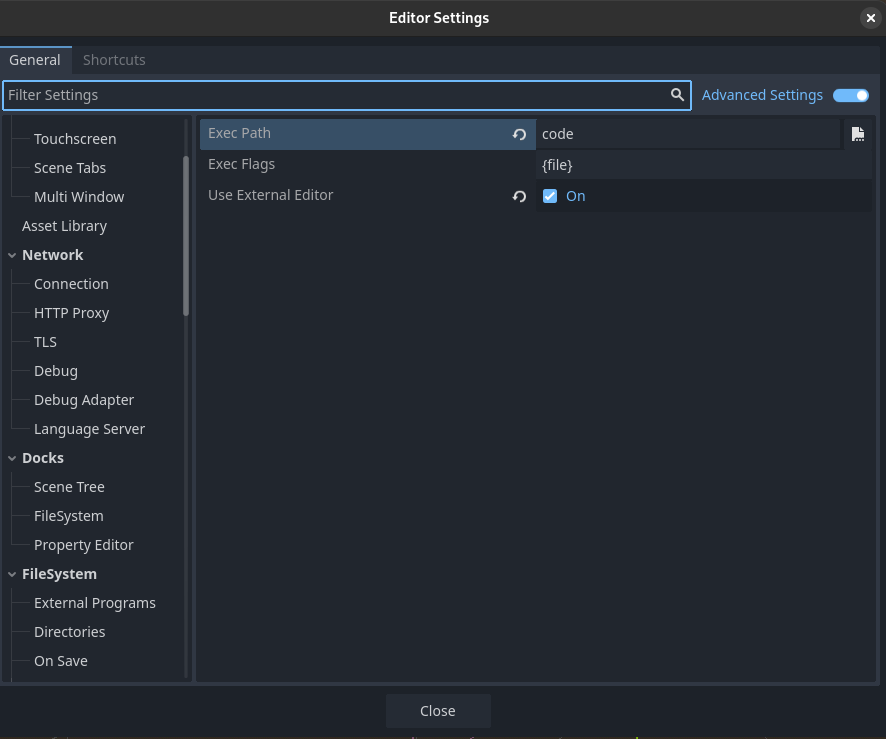 Editor Settings
General
Shortcuts
Filter Settings
Advanced Settings
Touchscreen
Scene Tabs
Multi Window
Asset Library
Network
Connection
HTTP Proxy
TLS
Debug
Debug Adapter
Language Server
Docks
Scene Tree
FileSystem
Property Editor
FileSystem
External Programs
Directories
On Save
Exec Path
code
Exec Flags
{file}
Use External Editor
On
Close